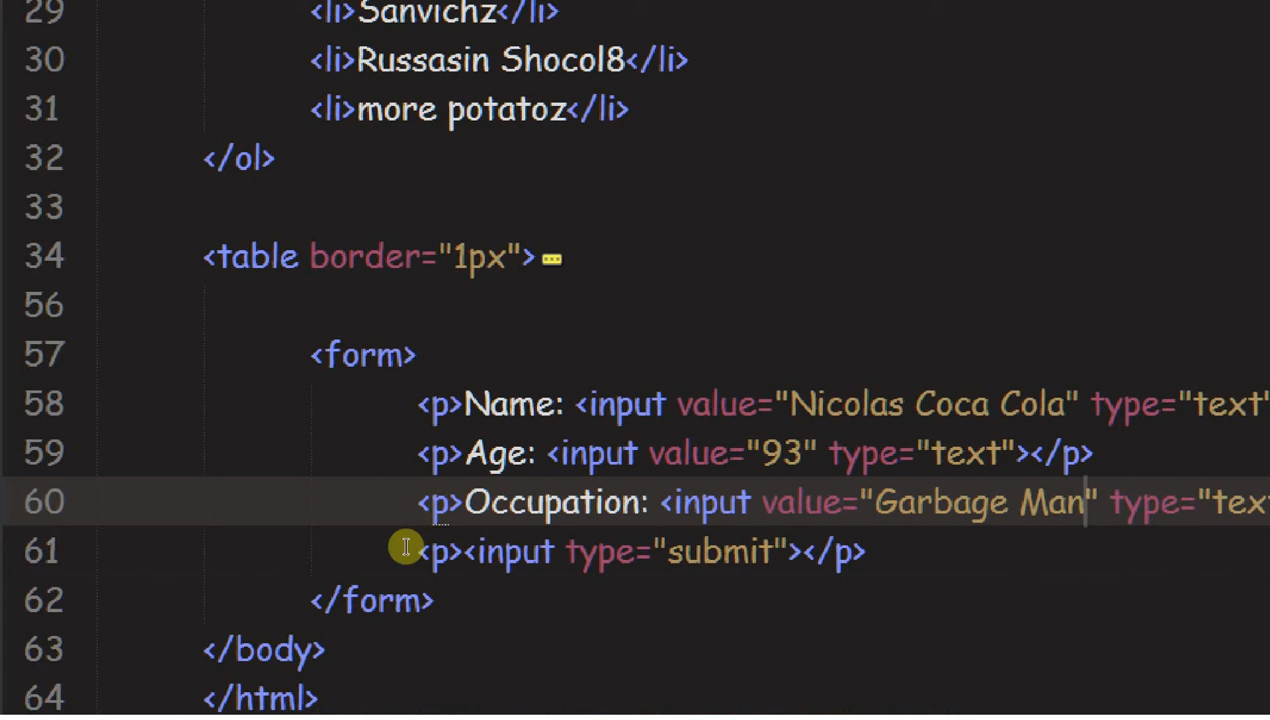 29 <li>Sanvichz</li>
30 <li>Russasin Shocol8</li>
31 <li>more potatoz</li>
32 </ol>
33
34 <table border="1px">
56
57 <form>
58 <p>Name: <input value="Nicolas Coca Cola" type="text"
59 <p>Age: <input value="93" type="text"></p>
60 <p>Occupation: <input value="Garbage Man" type="tex
61 <p><input type="submit"></p>
62 </form>
63 </body>
64 </html>